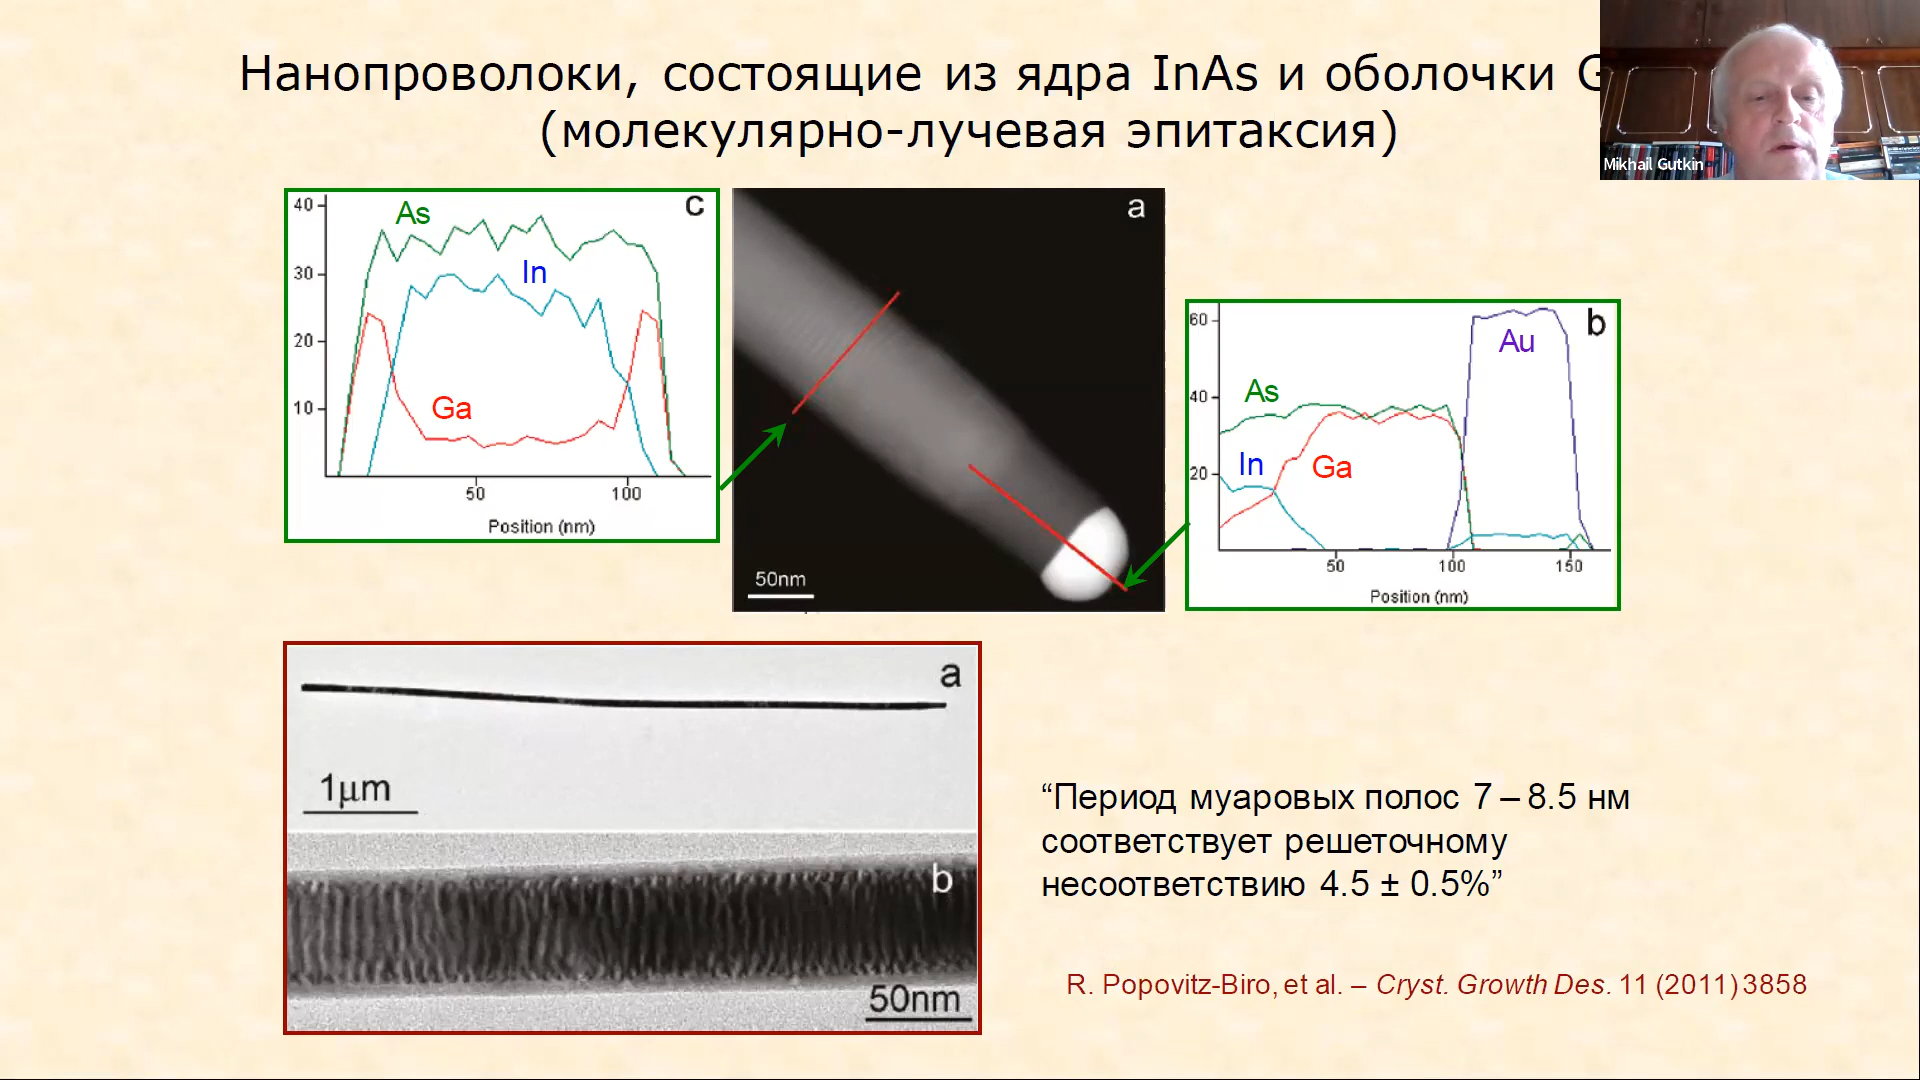 Нанопроволоки, состоящие из ядра InAs и оболочки
(молекулярно-лучевая эпитаксия)
Mikhail Gutkin
c
40
30
20
10
As
In
Ga
50
100
Position (nm)
a
50nm
b
60
40
20
Au
As
In
Ga
50
100
150
Position (nm)
a
1µm
b
50nm
“Период муаровых полос 7 – 8.5 нм
соответствует решеточному
несоответствию 4.5 ± 0.5%”
R. Popovitz-Biro, et al. – Cryst. Growth Des. 11 (2011) 3858